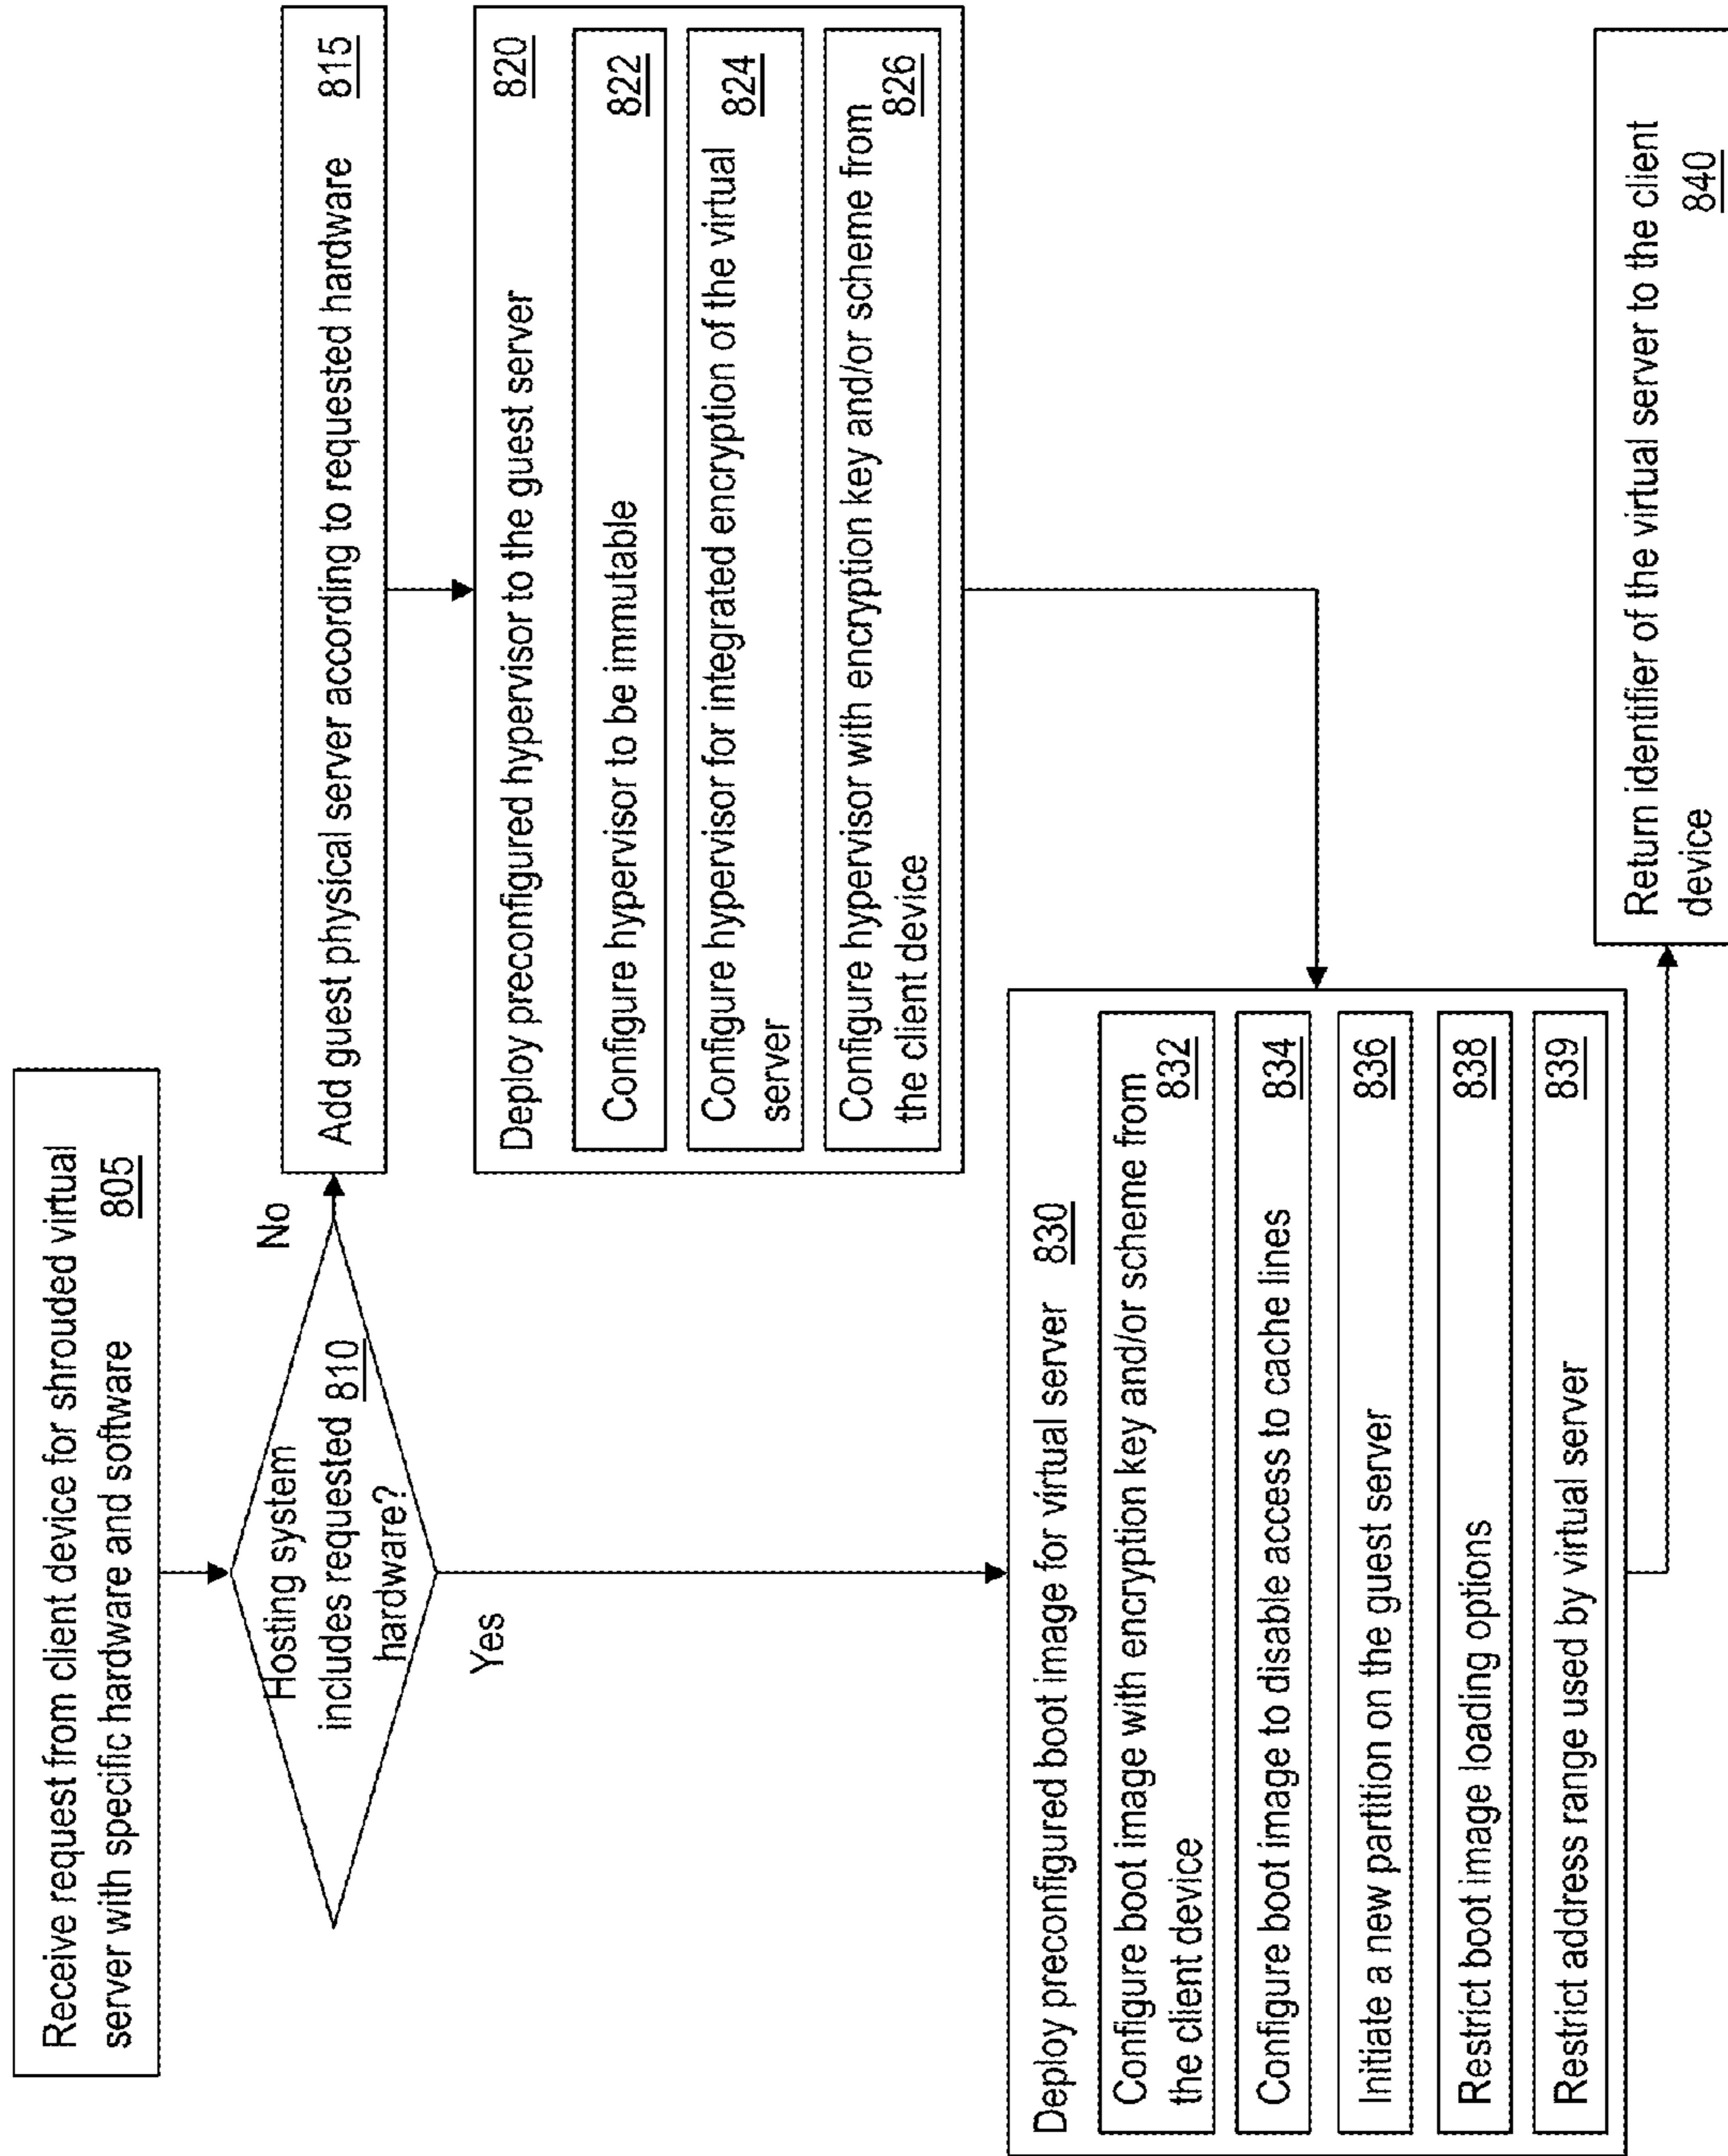 Receive request from client device for shrouded virtual
server with specific hardware and software 805
Hosting system
includes requested 810
hardware?
No
Yes
Add guest physical server according to requested hardware 815
Deploy preconfigured hypervisor to the guest server 820
Configure hypervisor to be immutable 822
Configure hypervisor for integrated encryption of the virtual
server 824
Configure hypervisor with encryption key and/or scheme from
the client device 826
Deploy preconfigured boot image for virtual server 830
Configure boot image with encryption key and/or scheme from
the client device 832
Configure boot image to disable access to cache lines 834
Initiate a new partition on the guest server 836
Restrict boot image loading options 838
Restrict address range used by virtual server 839
Return identifier of the virtual server to the client
device 840